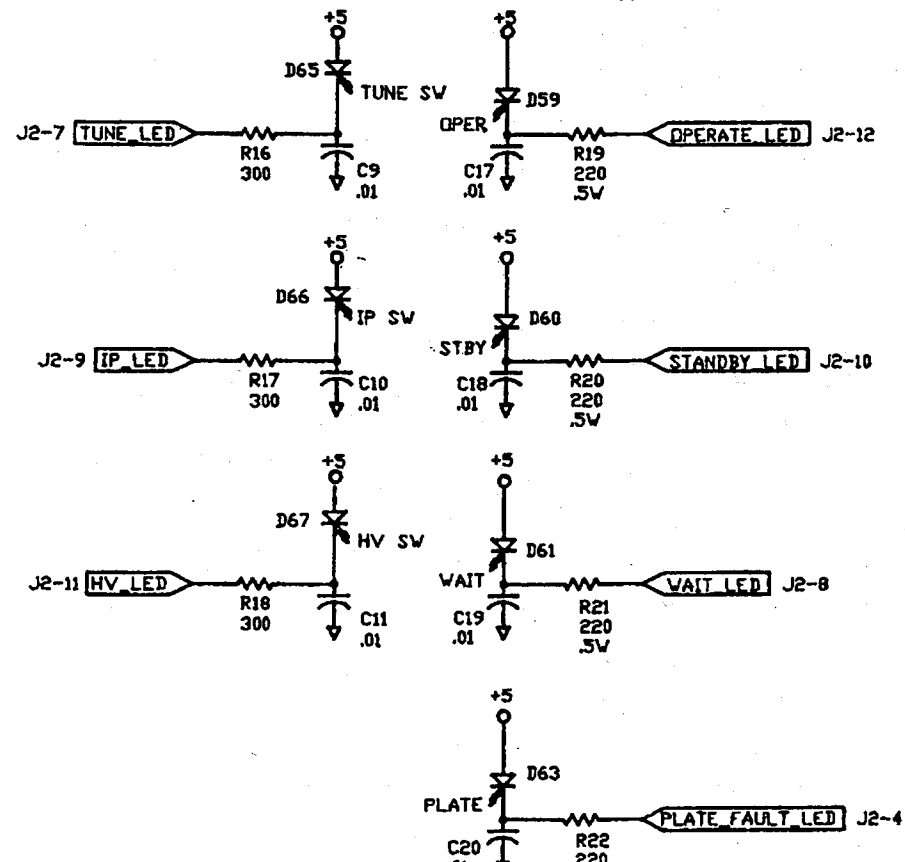 +5
D65
TUNE SW
J2-7 TUNE_LED
R16
300
C9
.01
+5
D59
OPER
OPERATE_LED J2-12
R19
220
.5W
C17
.01
+5
D66
IP SW
J2-9 IP_LED
R17
300
C10
.01
+5
D60
STBY
STANDBY_LED J2-10
R20
220
.5W
C18
.01
+5
D67
HV SW
J2-11 HV_LED
R18
300
C11
.01
+5
D61
WAIT
WAIT_LED J2-8
R21
220
.5W
C19
.01
+5
D63
PLATE
PLATE_FAULT_LED J2-4
R22
220
C20